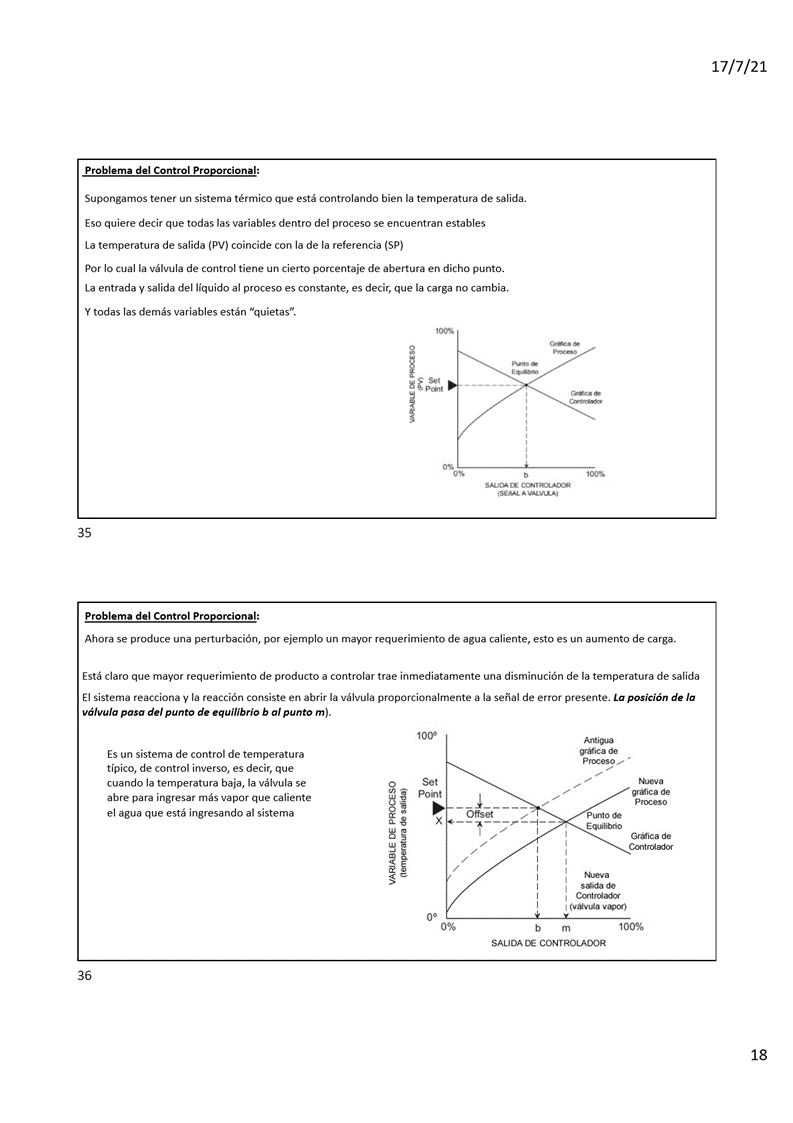 17/7/21
Problema del Control Proporcional:
Supongamos tener un sistema térmico que está controlando bien la temperatura de salida.
Eso quiere decir que todas las variables dentro del proceso se encuentran estables
La temperatura de salida (PV) coincide con la de la referencia (SP)
Por lo cual la válvula de control tiene un cierto porcentaje de abertura en dicho punto.
La entrada y salida del líquido al proceso es constante, es decir, que la carga no cambia.
Y todas las demás variables están “quietas”.
100%
VARIABLE DE PROCESO
(PV)
Set
Point
Punto de
Equilibrio
Gráfica de
Proceso
Gráfica de
Controlador
0%
0%
b
100%
SALIDA DE CONTROLADOR
(SEÑAL A VALVULA)
35
Problema del Control Proporcional:
Ahora se produce una perturbación, por ejemplo un mayor requerimiento de agua caliente, esto es un aumento de carga.
Está claro que mayor requerimiento de producto a controlar trae inmediatamente una disminución de la temperatura de salida
El sistema reacciona y la reacción consiste en abrir la válvula proporcionalmente a la señal de error presente. La posición de la
válvula pasa del punto de equilibrio b al punto m).
Es un sistema de control de temperatura
típico, de control inverso, es decir, que
cuando la temperatura baja, la válvula se
abre para ingresar más vapor que caliente
el agua que está ingresando al sistema
100º
VARIABLE DE PROCESO
(temperatura de salida)
Set
Point
X
Offset
Antigua
gráfica de
Proceso
Nueva
gráfica de
Proceso
Punto de
Equilibrio
Gráfica de
Controlador
Nueva
salida de
Controlador
(válvula vapor)
0º
0%
b
m
100%
SALIDA DE CONTROLADOR
36
18